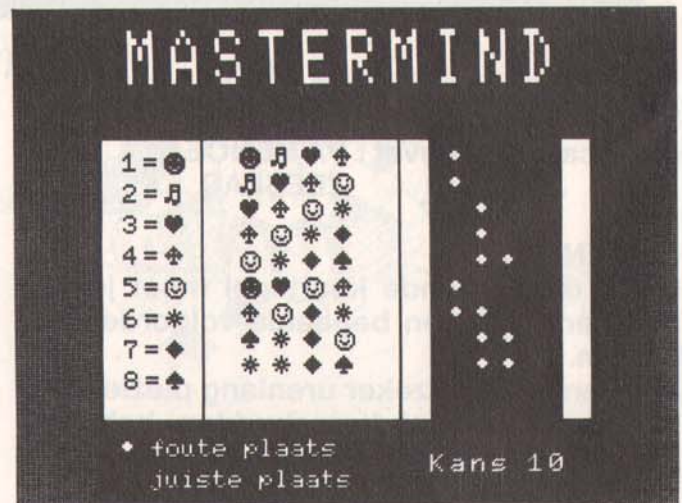 MASTERMIND
1=☻
2=♫
3=♥
4=♣
5=☺
6=☀
7=♦
8=♠
foute plaats
juiste plaats
Kans 10